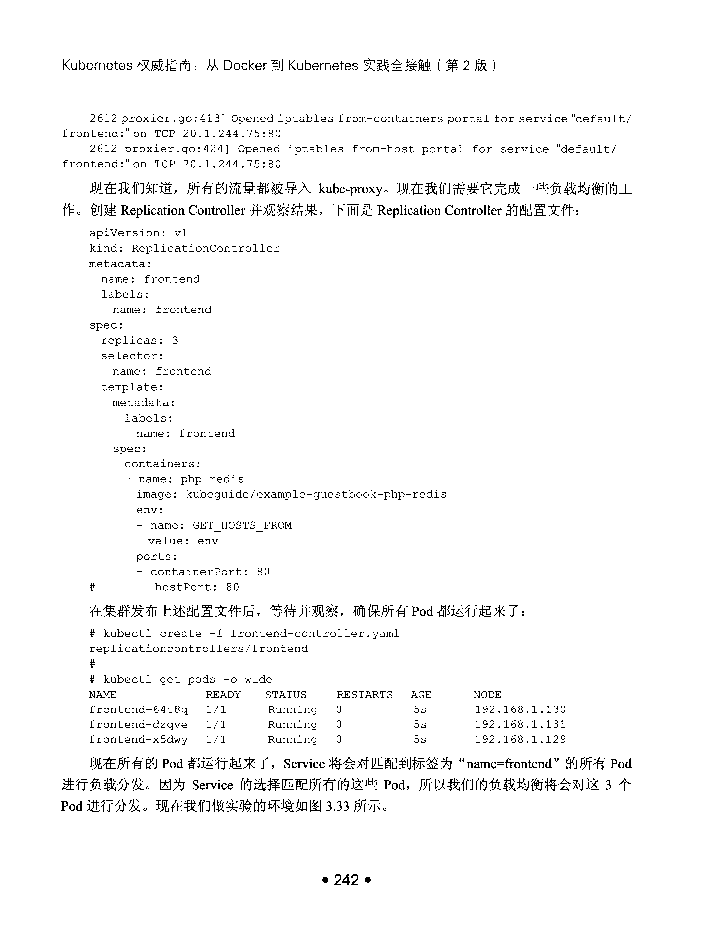 Kubernetes 权威指南：从 Docker 到 Kubernetes 实践全接触（第 2 版）
2612 proxier.go:413] Opened iptables from-containers portal for service "default/
frontend:"on TCP 20.1.244.75:80
2612 proxier.go:424] Opened iptables from-host portal for service "default/
frontend:"on TCP 20.1.244.75:80
现在我们知道，所有的流量都被导入 kube-proxy。现在我们需要它完成一些负载均衡的工
作。创建 Replication Controller 并观察结果，下面是 Replication Controller 的配置文件：
apiVersion: v1
kind: ReplicationController
metadata:
  name: frontend
  labels:
    name: frontend
spec:
  replicas: 3
  selector:
    name: frontend
  template:
    metadata:
      labels:
        name: frontend
    spec:
      containers:
      - name: php-redis
        image: kubeguide/example-guestbook-php-redis
        env:
        - name: GET_HOSTS_FROM
          value: env
        ports:
        - containerPort: 80
#          hostPort: 80
在集群发布上述配置文件后，等待并观察，确保所有 Pod 都运行起来了：
# kubectl create -f frontend-controller.yaml
replicationcontrollers/frontend
#
# kubectl get pods -o wide
NAME READY STATUS RESTARTS AGE NODE
frontend-64t8q 1/1 Running 0 5s 192.168.1.130
frontend-dzqve 1/1 Running 0 5s 192.168.1.131
frontend-x5dwy 1/1 Running 0 5s 192.168.1.129
现在所有的 Pod 都运行起来了，Service 将会对匹配到标签为“name=frontend”的所有 Pod
进行负载分发。因为 Service 的选择匹配所有的这些 Pod，所以我们的负载均衡将会对这 3 个
Pod 进行分发。现在我们做实验的环境如图 3.33 所示。
• 242 •